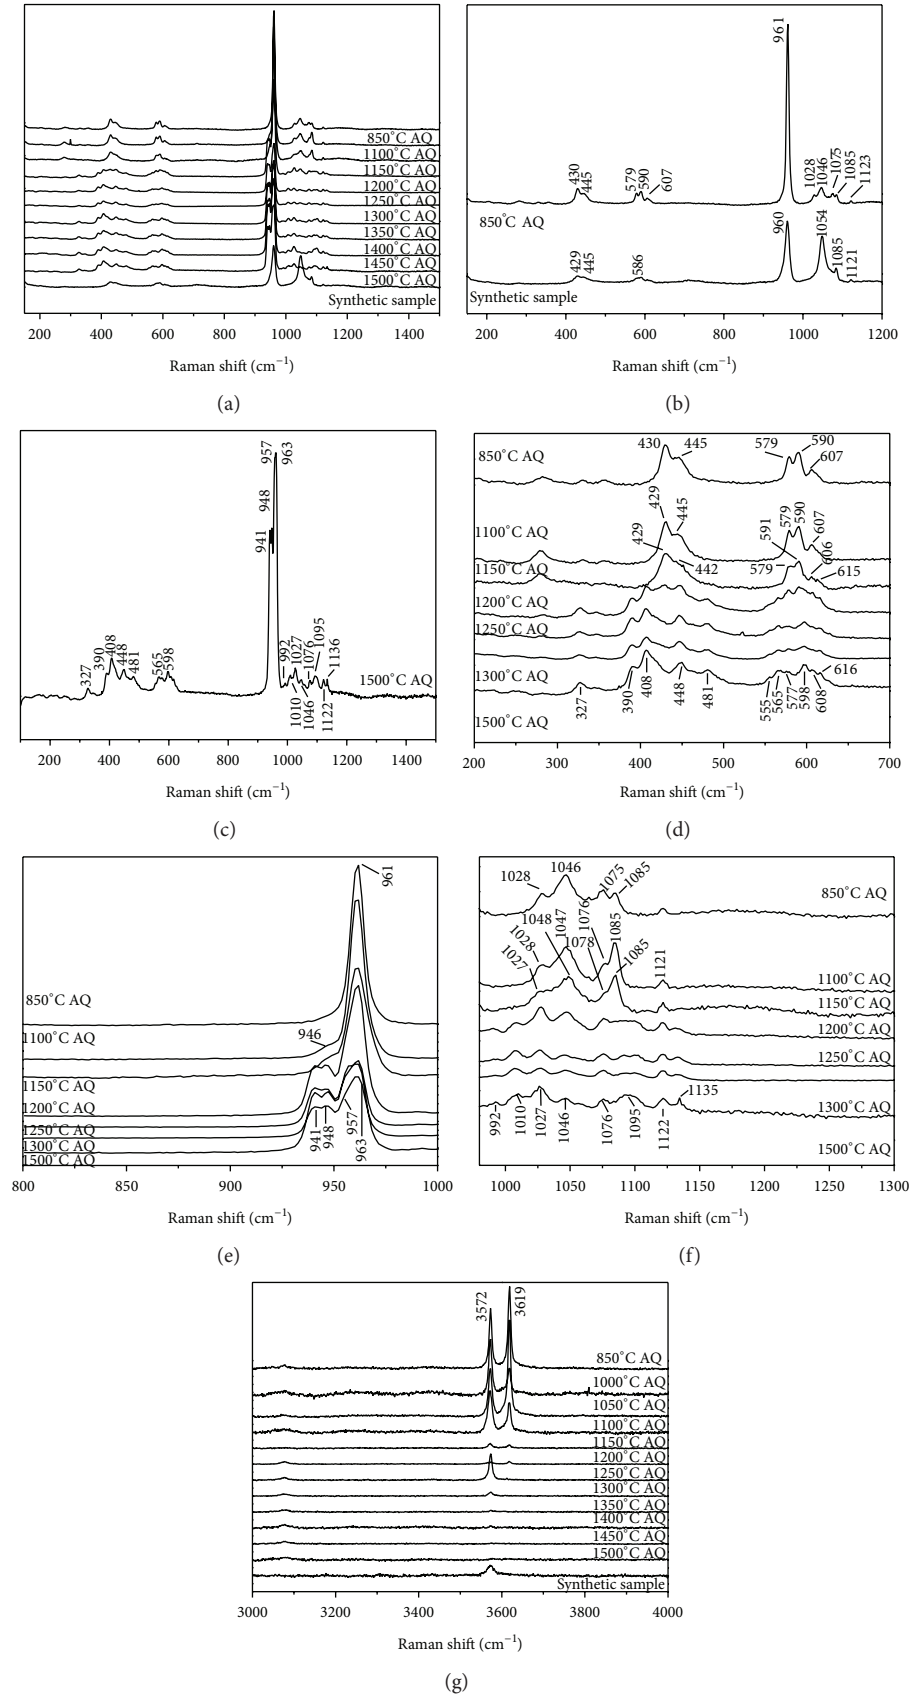 850°C AQ
1100°C AQ
1150°C AQ
1200°C AQ
1250°C AQ
1300°C AQ
1350°C AQ
1400°C AQ
1450°C AQ
1500°C AQ
Synthetic sample
200 400 600 800 1000 1200 1400
Raman shift (cm−1)
(a)
961
430
445
579
590
607
1028
1046
1075
1085
1123
850°C AQ
429
445
586
960
1054
1085
1121
Synthetic sample
200 400 600 800 1000 1200
Raman shift (cm−1)
(b)
327
390
408
448
481
565
598
941
948
957
963
992
1010
1027
1046
1076
1095
1122
1136
1500°C AQ
200 400 600 800 1000 1200 1400
Raman shift (cm−1)
(c)
850°C AQ
430 445 579 590
607
1100°C AQ
429
429
445
591
579
590
607
606
1150°C AQ
442 579 615
1200°C AQ
1250°C AQ
1300°C AQ
327
390
408
448
481
555
565
577
598
608
616
1500°C AQ
200 300 400 500 600 700
Raman shift (cm−1)
(d)
961
850°C AQ
1100°C AQ
946
1150°C AQ
1200°C AQ
1250°C AQ
1300°C AQ
1500°C AQ
941
948
957
963
800 850 900 950 1000
Raman shift (cm−1)
(e)
1028
1046
1075
1085
850°C AQ
1027
1028
1048
1047
1078
1076
1085
1085
1121
1100°C AQ
1150°C AQ
1200°C AQ
1250°C AQ
1300°C AQ
992
1010
1027
1046
1076
1095
1122
1135
1500°C AQ
1000 1050 1100 1150 1200 1250 1300
Raman shift (cm−1)
(f)
3572
3619
850°C AQ
1000°C AQ
1050°C AQ
1100°C AQ
1150°C AQ
1200°C AQ
1250°C AQ
1300°C AQ
1350°C AQ
1400°C AQ
1450°C AQ
1500°C AQ
Synthetic sample
3000 3200 3400 3600 3800 4000
Raman shift (cm−1)
(g)